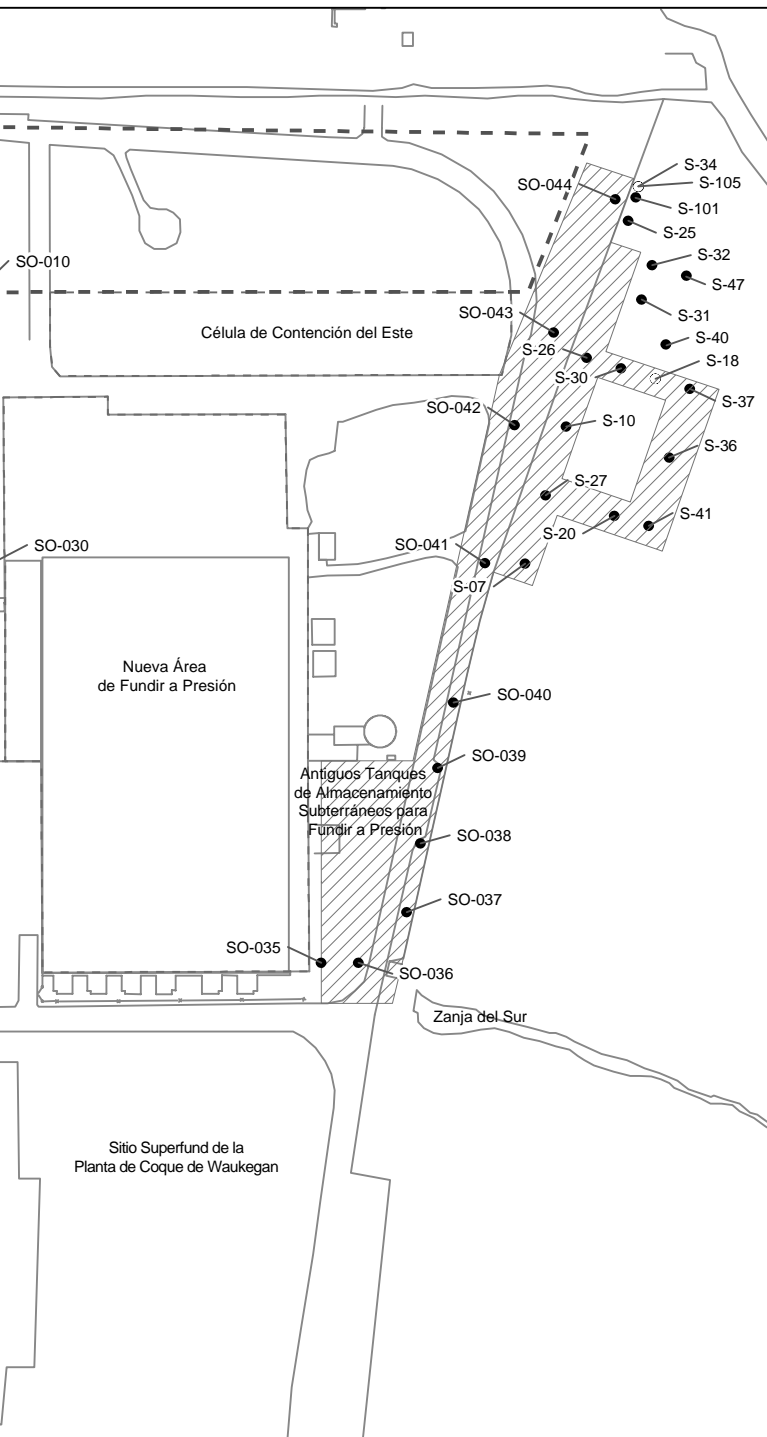 S-34
S-105
SO-044
S-101
S-25
S-32
SO-010
S-47
S-31
SO-043
Célula de Contención del Este
S-40
S-26
S-18
S-30
S-37
SO-042
S-10
S-36
S-27
S-41
S-20
SO-030
SO-041
S-07
Nueva Área
de Fundir a Presión
SO-040
SO-039
Antiguos Tanques
de Almacenamiento
Subterráneos para
Fundir a Presión
SO-038
SO-037
SO-035
SO-036
Zanja del Sur
Sitio Superfund de la
Planta de Coque de Waukegan